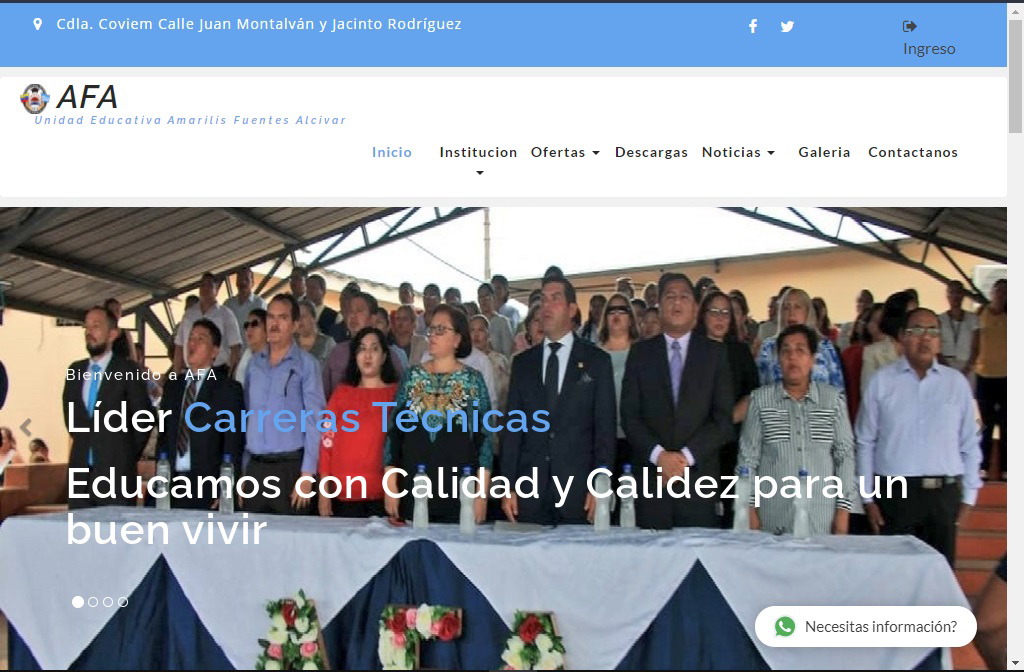 Cdla. Coviem Calle Juan Montalván y Jacinto Rodríguez
Ingreso
AFA
Unidad Educativa Amarilis Fuentes Alcivar
Inicio Institucion Ofertas Descargas Noticias Galeria Contactanos
Bienvenido a AFA
Líder Carreras Técnicas
Educamos con Calidad y Calidez para un
buen vivir
Necesitas información?